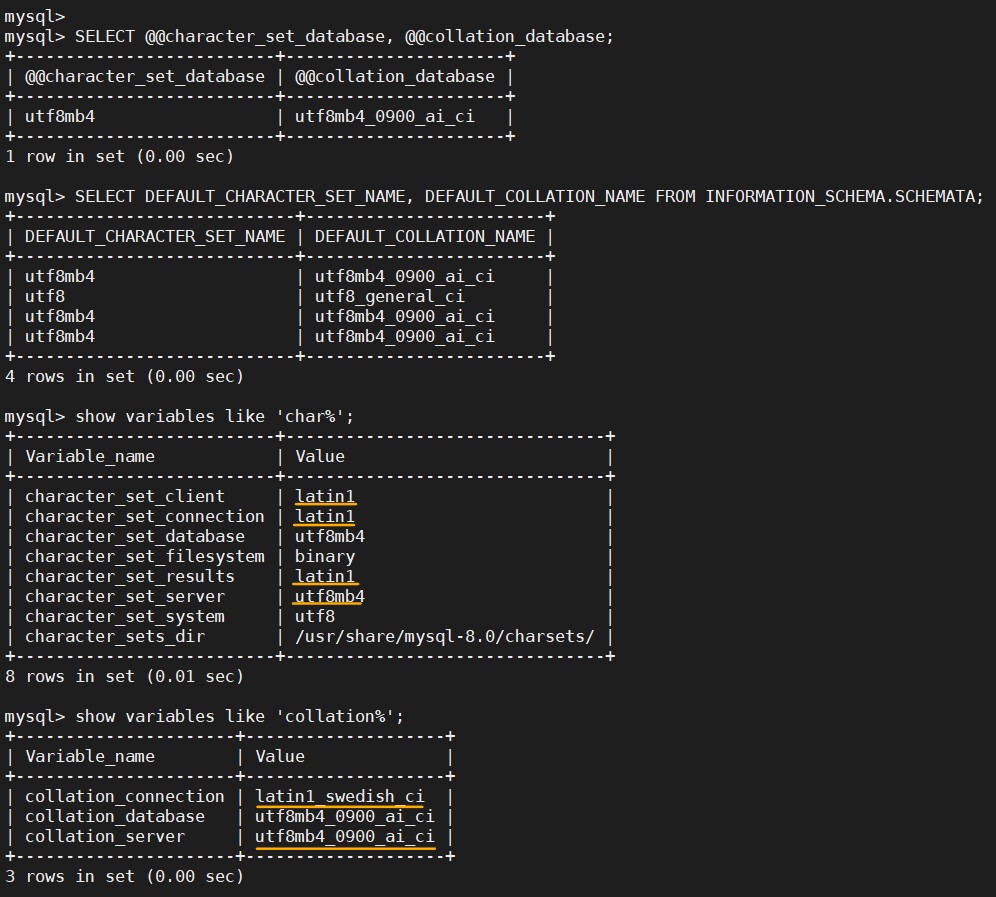 mysql>
mysql> SELECT @@character_set_database, @@collation_database;
+--------------------------+----------------------+
| @@character_set_database | @@collation_database |
+--------------------------+----------------------+
| utf8mb4                  | utf8mb4_0900_ai_ci   |
+--------------------------+----------------------+
1 row in set (0.00 sec)
mysql> SELECT DEFAULT_CHARACTER_SET_NAME, DEFAULT_COLLATION_NAME FROM INFORMATION_SCHEMA.SCHEMATA;
+----------------------------+------------------------+
| DEFAULT_CHARACTER_SET_NAME | DEFAULT_COLLATION_NAME |
+----------------------------+------------------------+
| utf8mb4                    | utf8mb4_0900_ai_ci     |
| utf8                       | utf8_general_ci        |
| utf8mb4                    | utf8mb4_0900_ai_ci     |
| utf8mb4                    | utf8mb4_0900_ai_ci     |
+----------------------------+------------------------+
4 rows in set (0.00 sec)
mysql> show variables like 'char%';
+--------------------------+--------------------------------+
| Variable_name            | Value                          |
+--------------------------+--------------------------------+
| character_set_client     | latin1                         |
| character_set_connection | latin1                         |
| character_set_database   | utf8mb4                        |
| character_set_filesystem | binary                         |
| character_set_results    | latin1                         |
| character_set_server     | utf8mb4                        |
| character_set_system     | utf8                           |
| character_sets_dir       | /usr/share/mysql-8.0/charsets/ |
+--------------------------+--------------------------------+
8 rows in set (0.01 sec)
mysql> show variables like 'collation%';
+----------------------+--------------------+
| Variable_name        | Value              |
+----------------------+--------------------+
| collation_connection | latin1_swedish_ci  |
| collation_database   | utf8mb4_0900_ai_ci |
| collation_server     | utf8mb4_0900_ai_ci |
+----------------------+--------------------+
3 rows in set (0.00 sec)